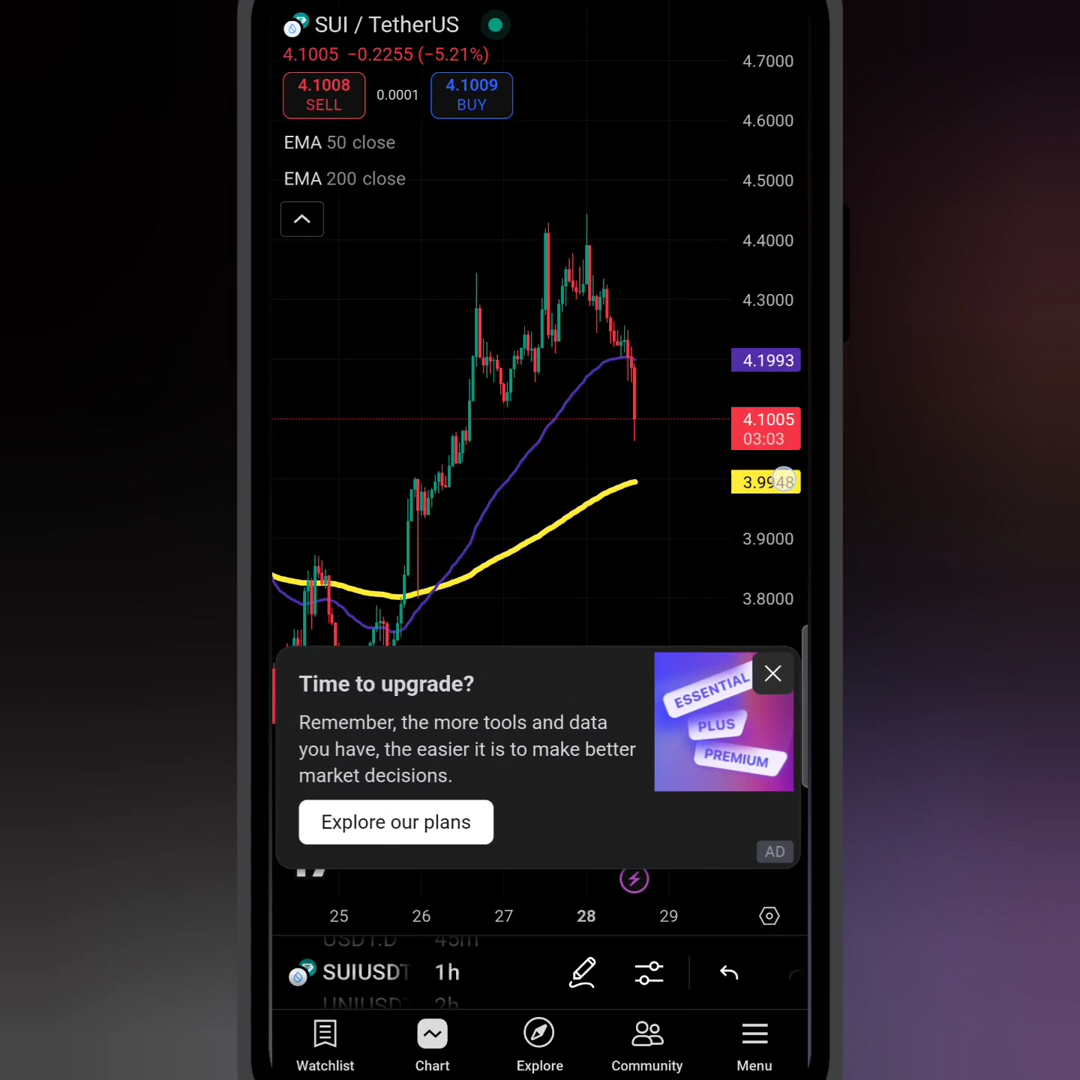 SUI / TetherUS
4.1005 −0.2255 (−5.21%)
4.1008
SELL
0.0001
4.1009
BUY
EMA 50 close
EMA 200 close
4.7000
4.6000
4.5000
4.4000
4.3000
4.1993
4.1005
03:03
3.9948
3.9000
3.8000
Time to upgrade?
Remember, the more tools and data
you have, the easier it is to make better
market decisions.
ESSENTIAL
PLUS
PREMIUM
Explore our plans
AD
25 26 27 28 29
USDT.D 45m
SUIUSDT 1h
UNIUSDT 2h
Watchlist Chart Explore Community Menu